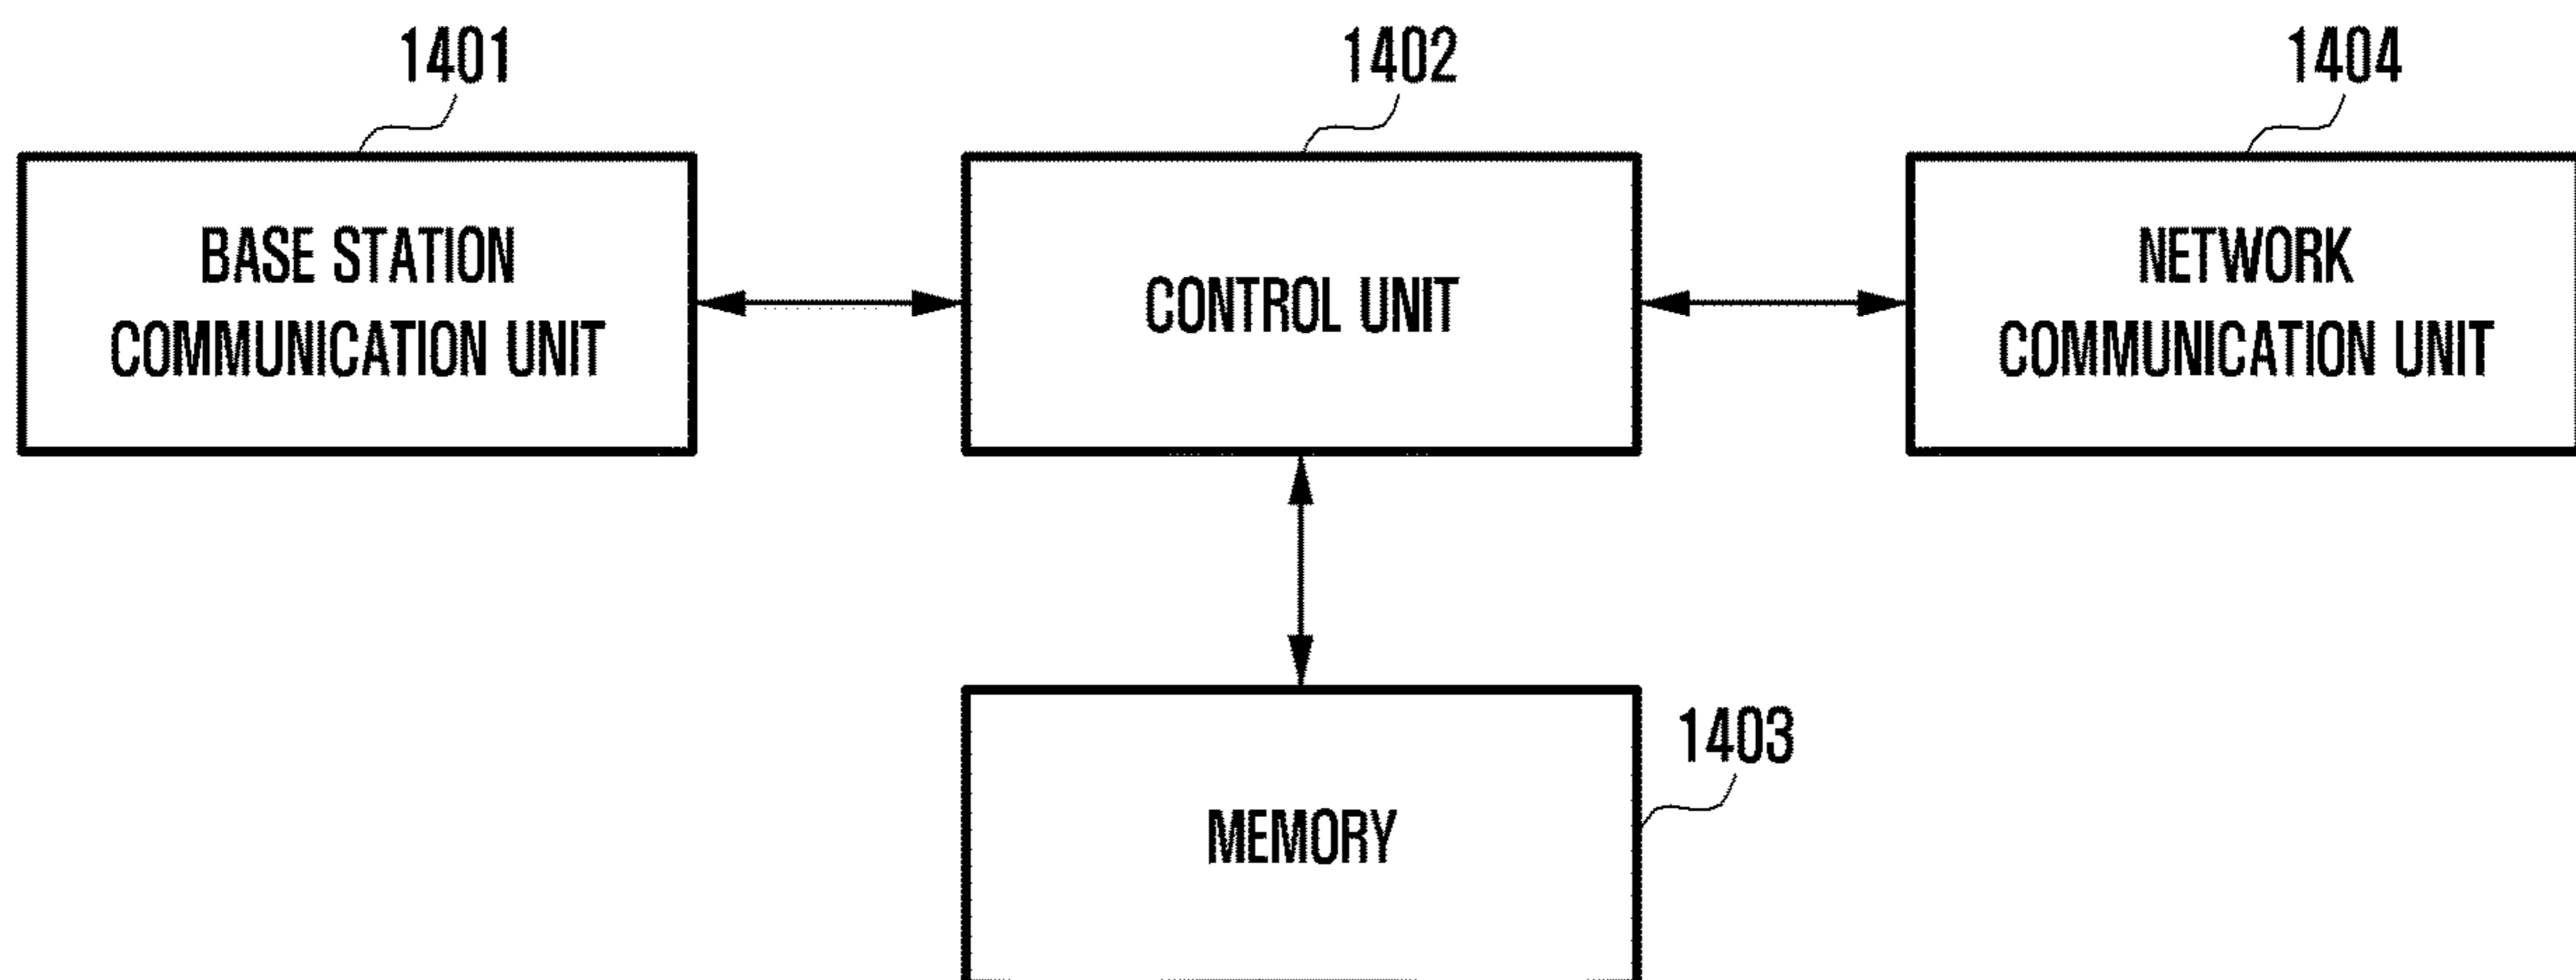 1401
1402
1404
BASE STATION
COMMUNICATION UNIT
CONTROL UNIT
NETWORK
COMMUNICATION UNIT
1403
MEMORY